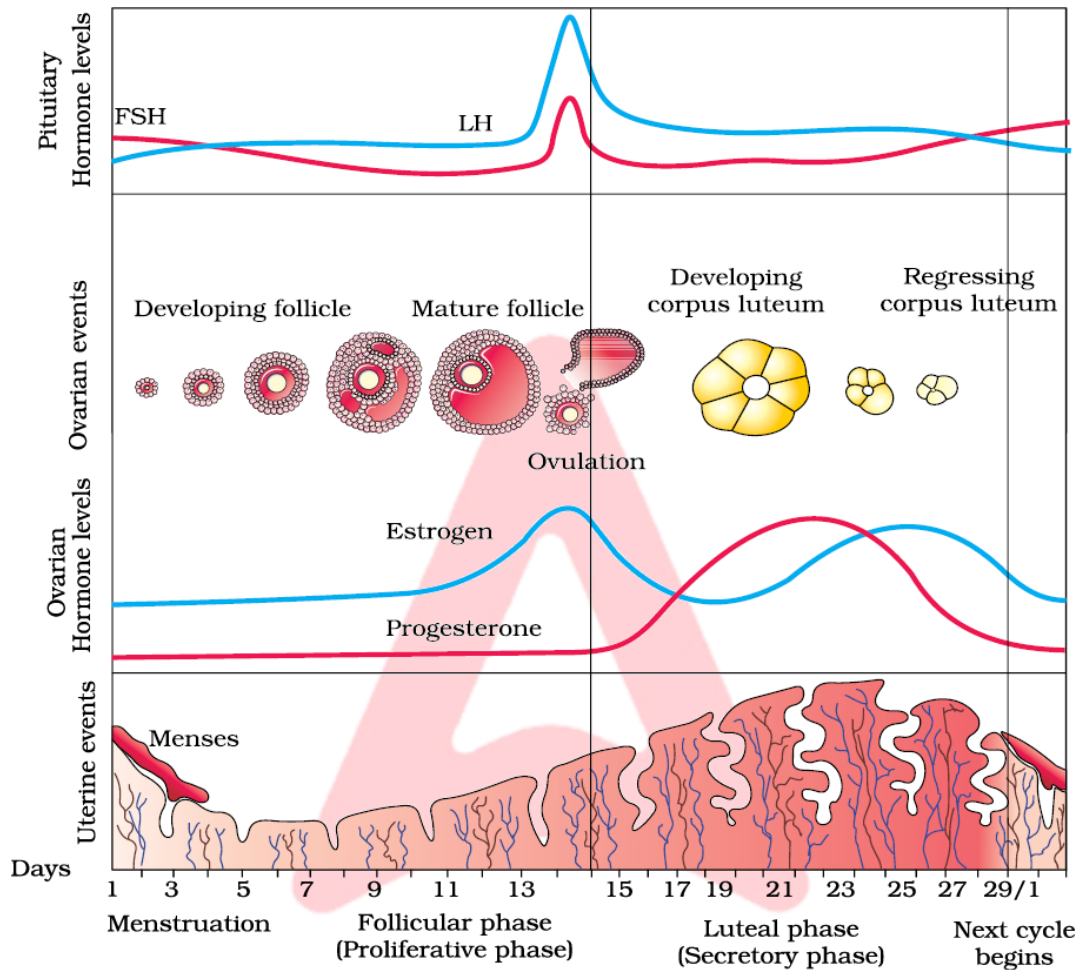 Pituitary
Hormone levels
FSH
LH
Ovarian events
Developing follicle
Mature follicle
Developing
corpus luteum
Regressing
corpus luteum
Ovulation
Ovarian
Hormone levels
Estrogen
Progesterone
Uterine events
Menses
Days
1 3 5 7 9 11 13 15 17 19 21 23 25 27 29/1
Menstruation
Follicular phase
(Proliferative phase)
Luteal phase
(Secretory phase)
Next cycle
begins